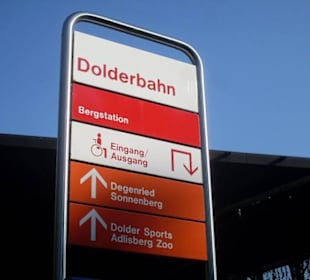 Dolderbahn
Bergstation
Eingang/
Ausgang
Degenried
Sonnenberg
Dolder Sports
Adlisberg Zoo